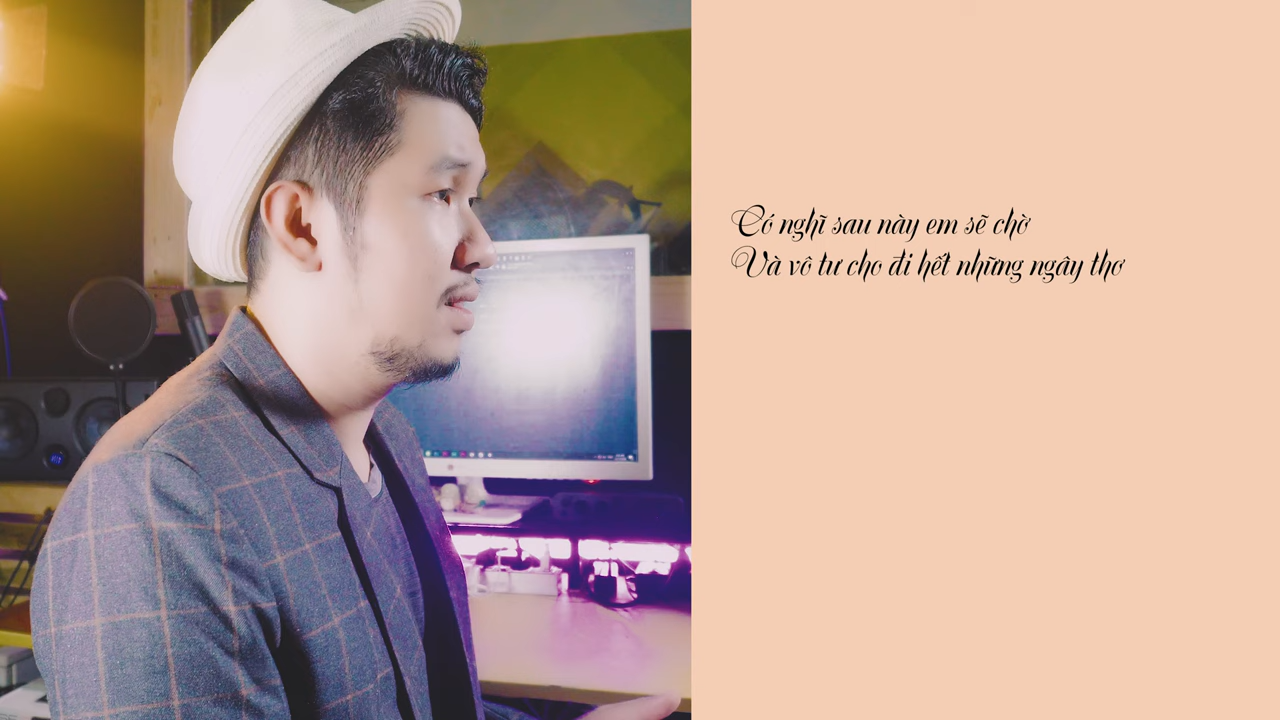 Có nghĩ sau này em sẽ chờ
Và vô tư cho đi hết những ngây thơ